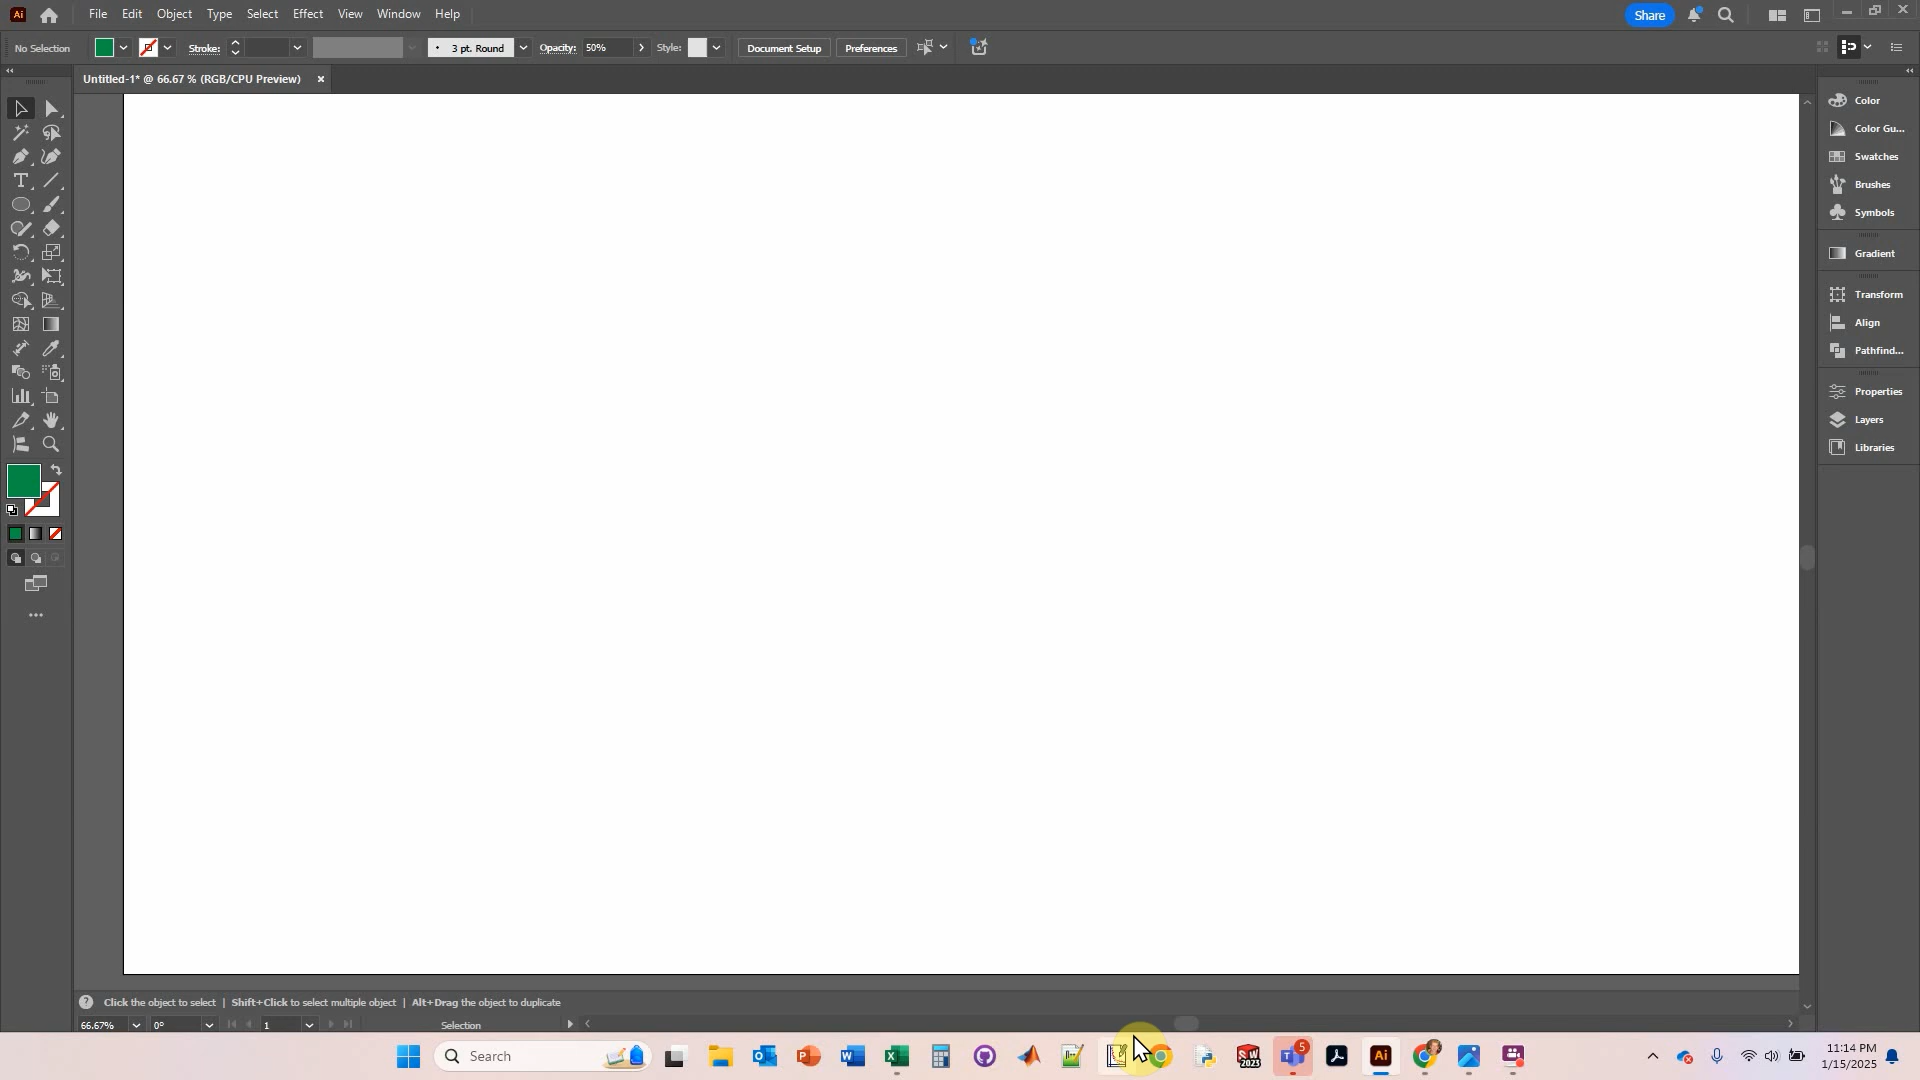 Ai File Edit Object Type Select Effect View Window Help Share
No Selection Stroke: • 3 pt. Round Opacity: 50% Style: Document Setup Preferences
Untitled-1* @ 66.67 % (RGB/CPU Preview) ×
Color
Color Gu...
Swatches
Brushes
Symbols
Gradient
Transform
Align
Pathfind...
Properties
Layers
Libraries
Click the object to select | Shift+Click to select multiple object | Alt+Drag the object to duplicate
66.67% 0° 1 Selection
Search 5 Ai 11:14 PM
1/15/2025